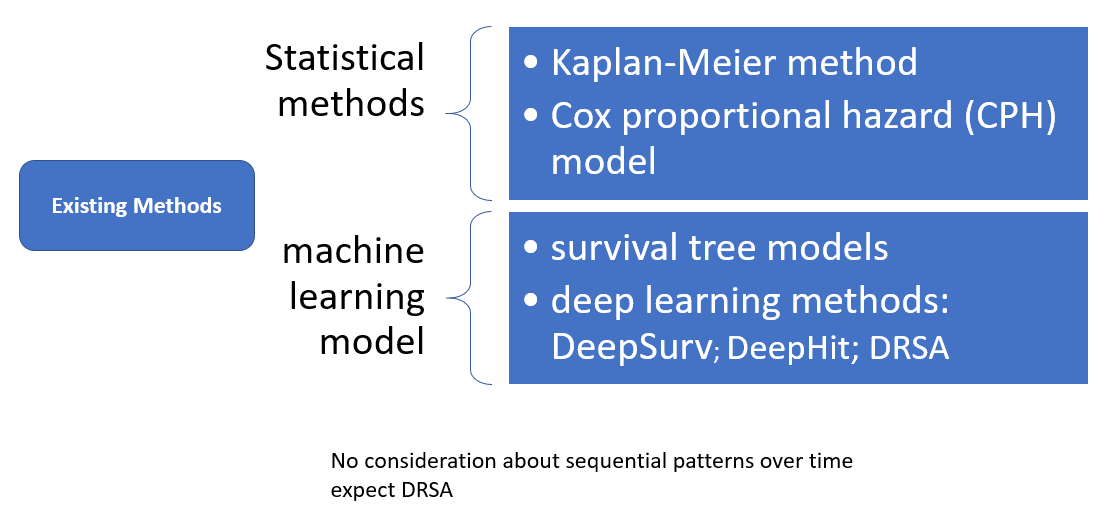 Existing Methods
Statistical
methods
• Kaplan-Meier method
• Cox proportional hazard (CPH)
model
machine
learning
model
• survival tree models
• deep learning methods:
DeepSurv; DeepHit; DRSA
No consideration about sequential patterns over time
expect DRSA